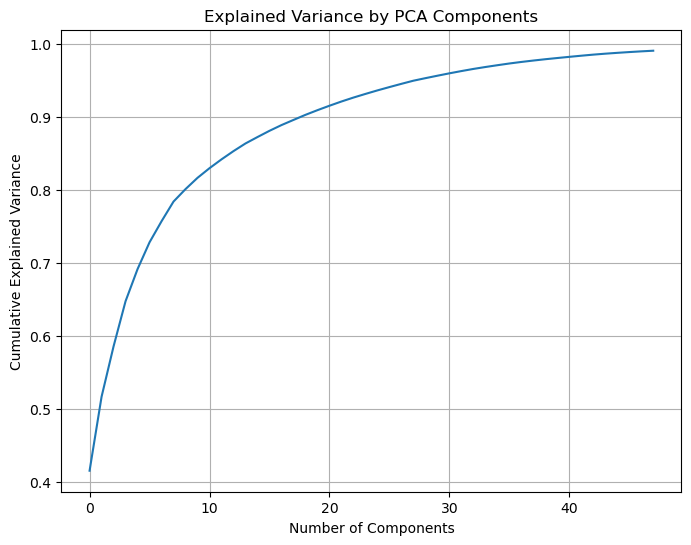 Explained Variance by PCA Components
1.0
0.9
0.8
0.7
0.6
0.5
0.4
Cumulative Explained Variance
0 10 20 30 40
Number of Components